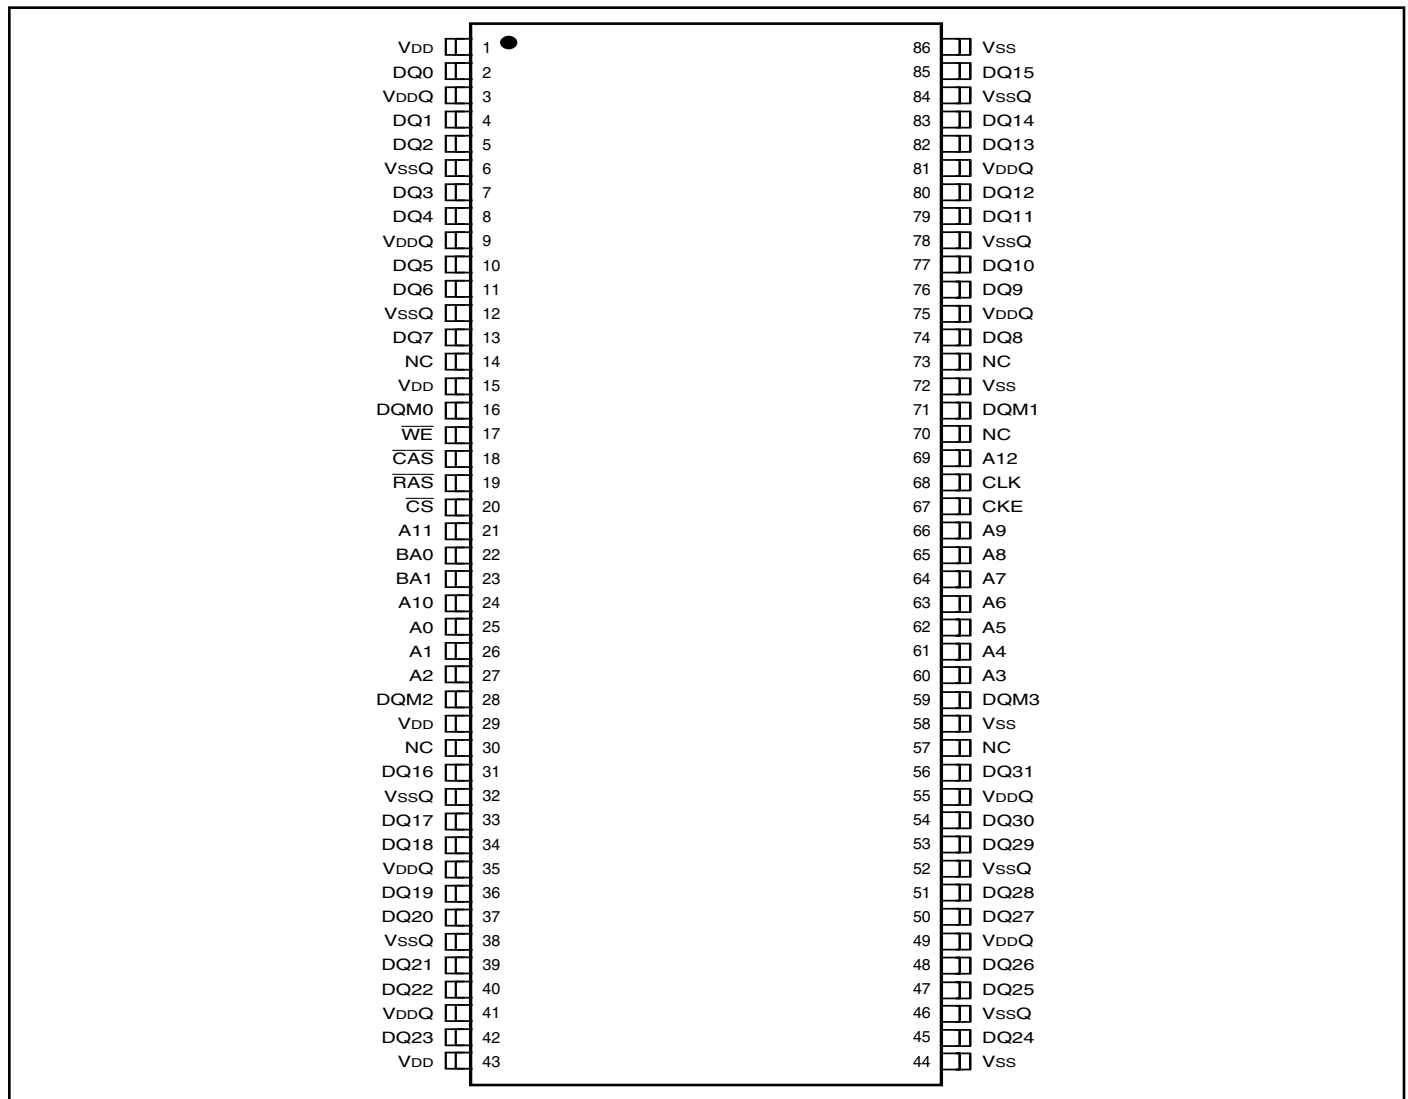 VDD 1 86 VSS
DQ0 2 85 DQ15
VDDQ 3 84 VSSQ
DQ1 4 83 DQ14
DQ2 5 82 DQ13
VSSQ 6 81 VDDQ
DQ3 7 80 DQ12
DQ4 8 79 DQ11
VDDQ 9 78 VSSQ
DQ5 10 77 DQ10
DQ6 11 76 DQ9
VSSQ 12 75 VDDQ
DQ7 13 74 DQ8
NC 14 73 NC
VDD 15 72 VSS
DQM0 16 71 DQM1
W̅E̅ 17 70 NC
C̅A̅S̅ 18 69 A12
R̅A̅S̅ 19 68 CLK
C̅S̅ 20 67 CKE
A11 21 66 A9
BA0 22 65 A8
BA1 23 64 A7
A10 24 63 A6
A0 25 62 A5
A1 26 61 A4
A2 27 60 A3
DQM2 28 59 DQM3
VDD 29 58 VSS
NC 30 57 NC
DQ16 31 56 DQ31
VSSQ 32 55 VDDQ
DQ17 33 54 DQ30
DQ18 34 53 DQ29
VDDQ 35 52 VSSQ
DQ19 36 51 DQ28
DQ20 37 50 DQ27
VSSQ 38 49 VDDQ
DQ21 39 48 DQ26
DQ22 40 47 DQ25
VDDQ 41 46 VSSQ
DQ23 42 45 DQ24
VDD 43 44 VSS